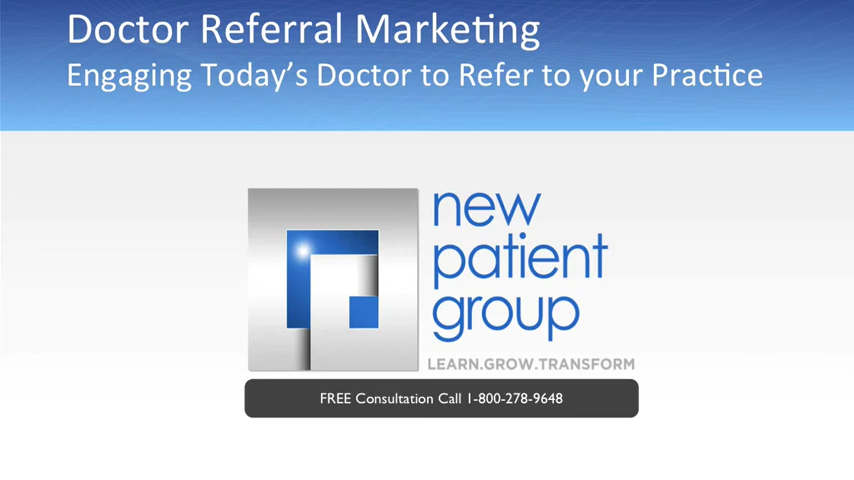 Doctor Referral Marketing
Engaging Today's Doctor to Refer to your Practice
new
patient
group
LEARN.GROW.TRANSFORM
FREE Consultation Call 1-800-278-9648